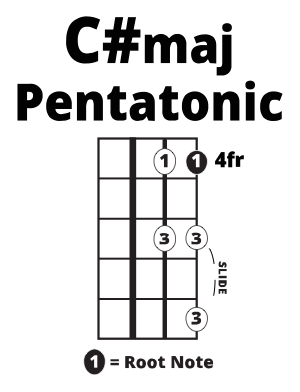 C#maj
Pentatonic
1 1 4fr
3 3
SLIDE
3
1 = Root Note